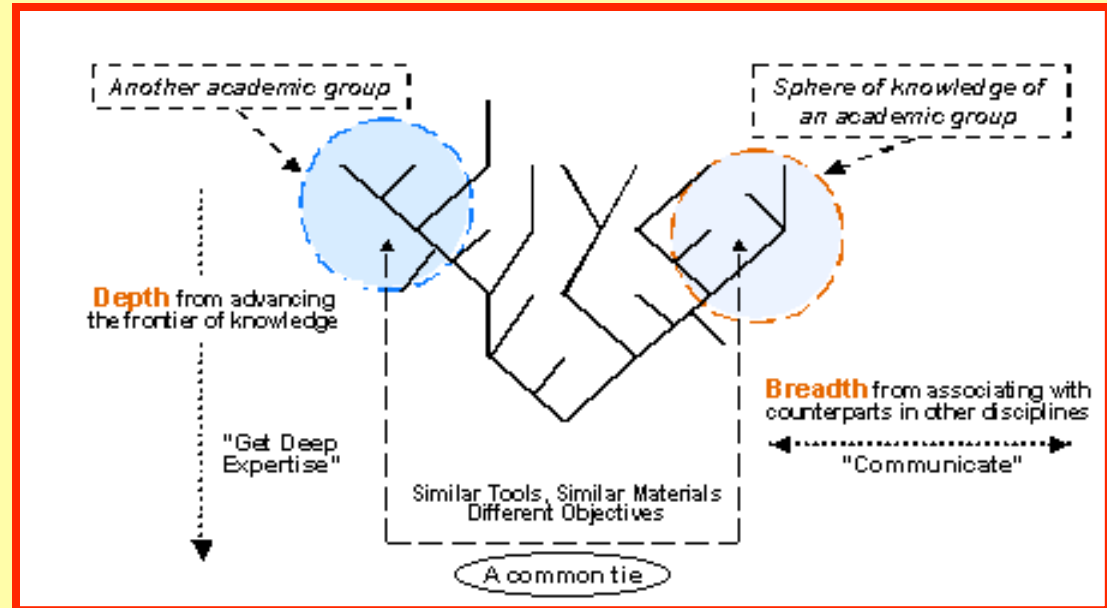 Another academic group
Sphere of knowledge of
an academic group
Depth from advancing
the frontier of knowledge
"Get Deep
Expertise"
Breadth from associating with
counterparts in other disciplines
"Communicate"
Similar Tools, Similar Materials
Different Objectives
A common tie